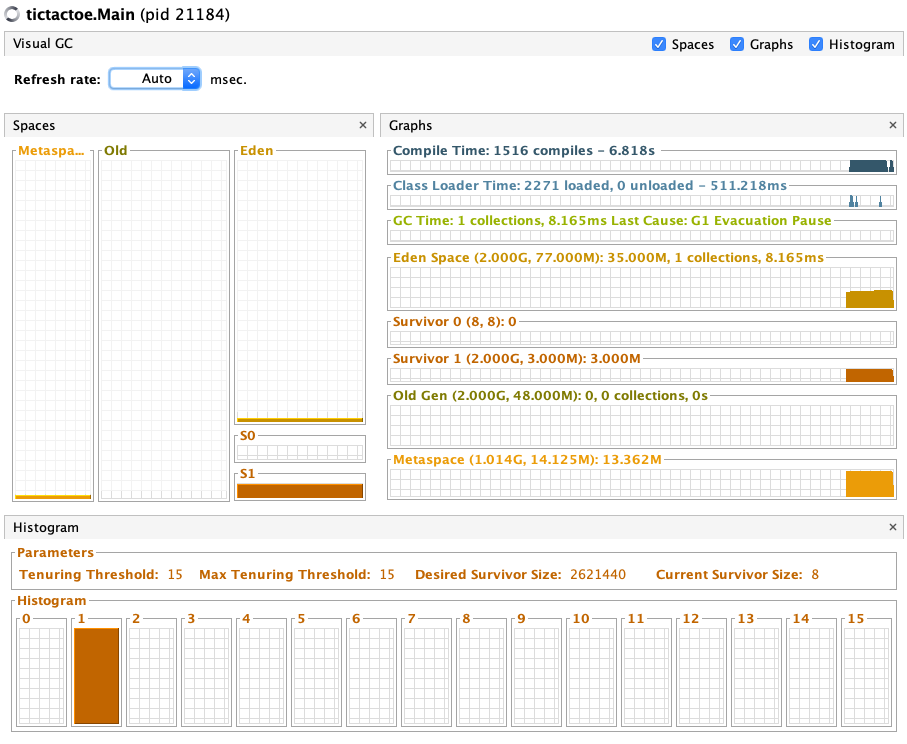 tictactoe.Main (pid 21184)
Visual GC
Spaces Graphs Histogram
Refresh rate: Auto msec.
Spaces ×
Metaspa... Old Eden
S0
S1
Graphs ×
Compile Time: 1516 compiles - 6.818s
Class Loader Time: 2271 loaded, 0 unloaded - 511.218ms
GC Time: 1 collections, 8.165ms Last Cause: G1 Evacuation Pause
Eden Space (2.000G, 77.000M): 35.000M, 1 collections, 8.165ms
Survivor 0 (8, 8): 0
Survivor 1 (2.000G, 3.000M): 3.000M
Old Gen (2.000G, 48.000M): 0, 0 collections, 0s
Metaspace (1.014G, 14.125M): 13.362M
Histogram ×
Parameters
Tenuring Threshold: 15 Max Tenuring Threshold: 15 Desired Survivor Size: 2621440 Current Survivor Size: 8
Histogram
0 1 2 3 4 5 6 7 8 9 10 11 12 13 14 15